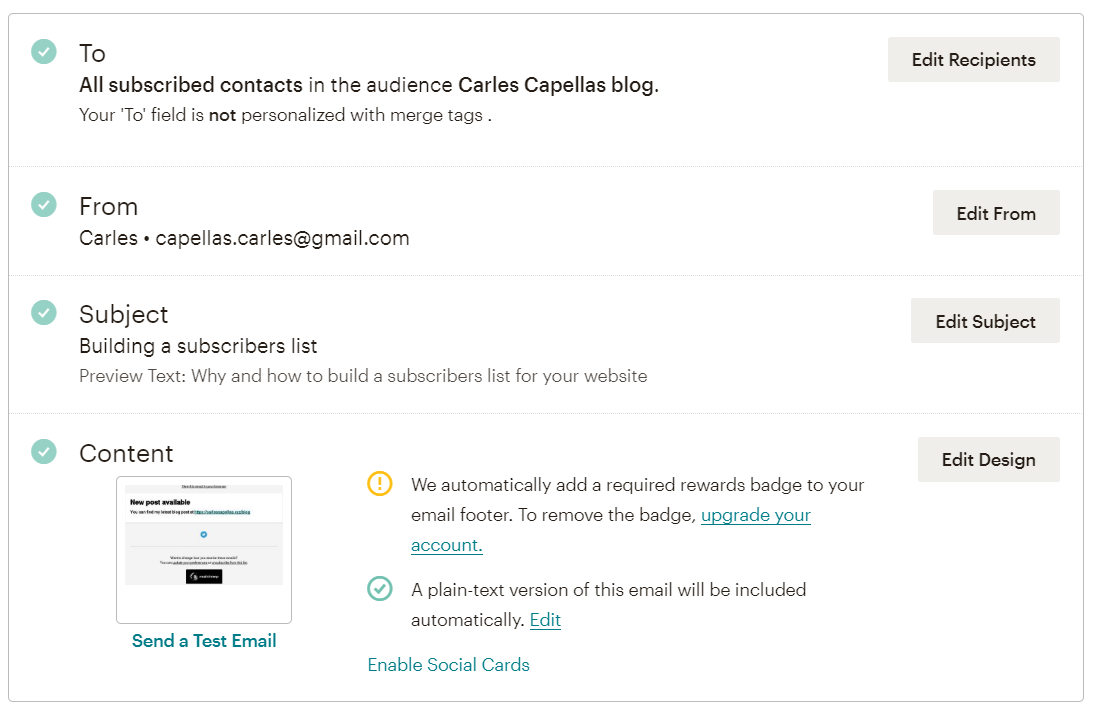 To
Edit Recipients
All subscribed contacts in the audience Carles Capellas blog.
Your 'To' field is not personalized with merge tags .
From
Edit From
Carles • capellas.carles@gmail.com
Subject
Edit Subject
Building a subscribers list
Preview Text: Why and how to build a subscribers list for your website
Content
Edit Design
New post available
You can find my latest blog post at
Send a Test Email
We automatically add a required rewards badge to your
email footer. To remove the badge, upgrade your
account.
A plain-text version of this email will be included
automatically. Edit
Enable Social Cards